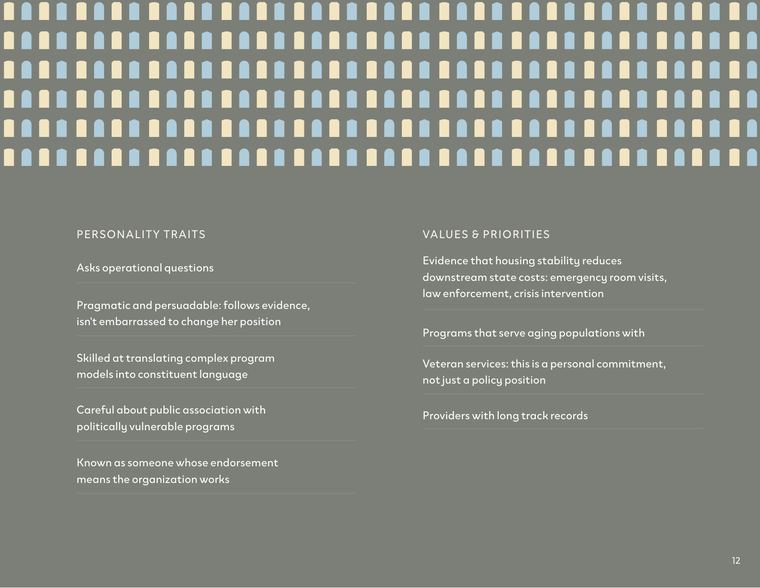 PERSONALITY TRAITS
Asks operational questions
Pragmatic and persuadable: follows evidence,
isn't embarrassed to change her position
Skilled at translating complex program
models into constituent language
Careful about public association with
politically vulnerable programs
Known as someone whose endorsement
means the organization works
VALUES & PRIORITIES
Evidence that housing stability reduces
downstream state costs: emergency room visits,
law enforcement, crisis intervention
Programs that serve aging populations with
Veteran services: this is a personal commitment,
not just a policy position
Providers with long track records
12